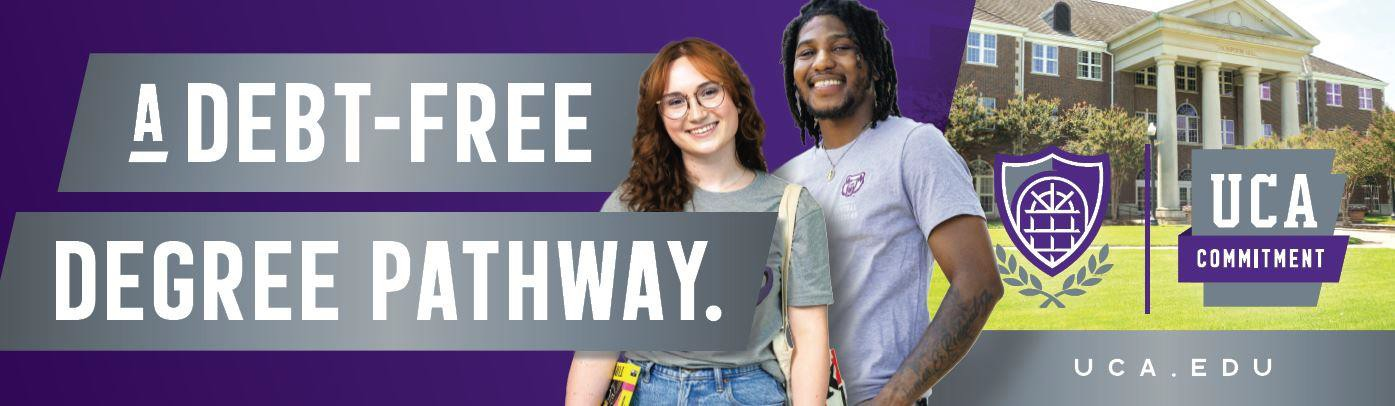 A DEBT-FREE
DEGREE PATHWAY.
UCA
COMMITMENT
UCA.EDU